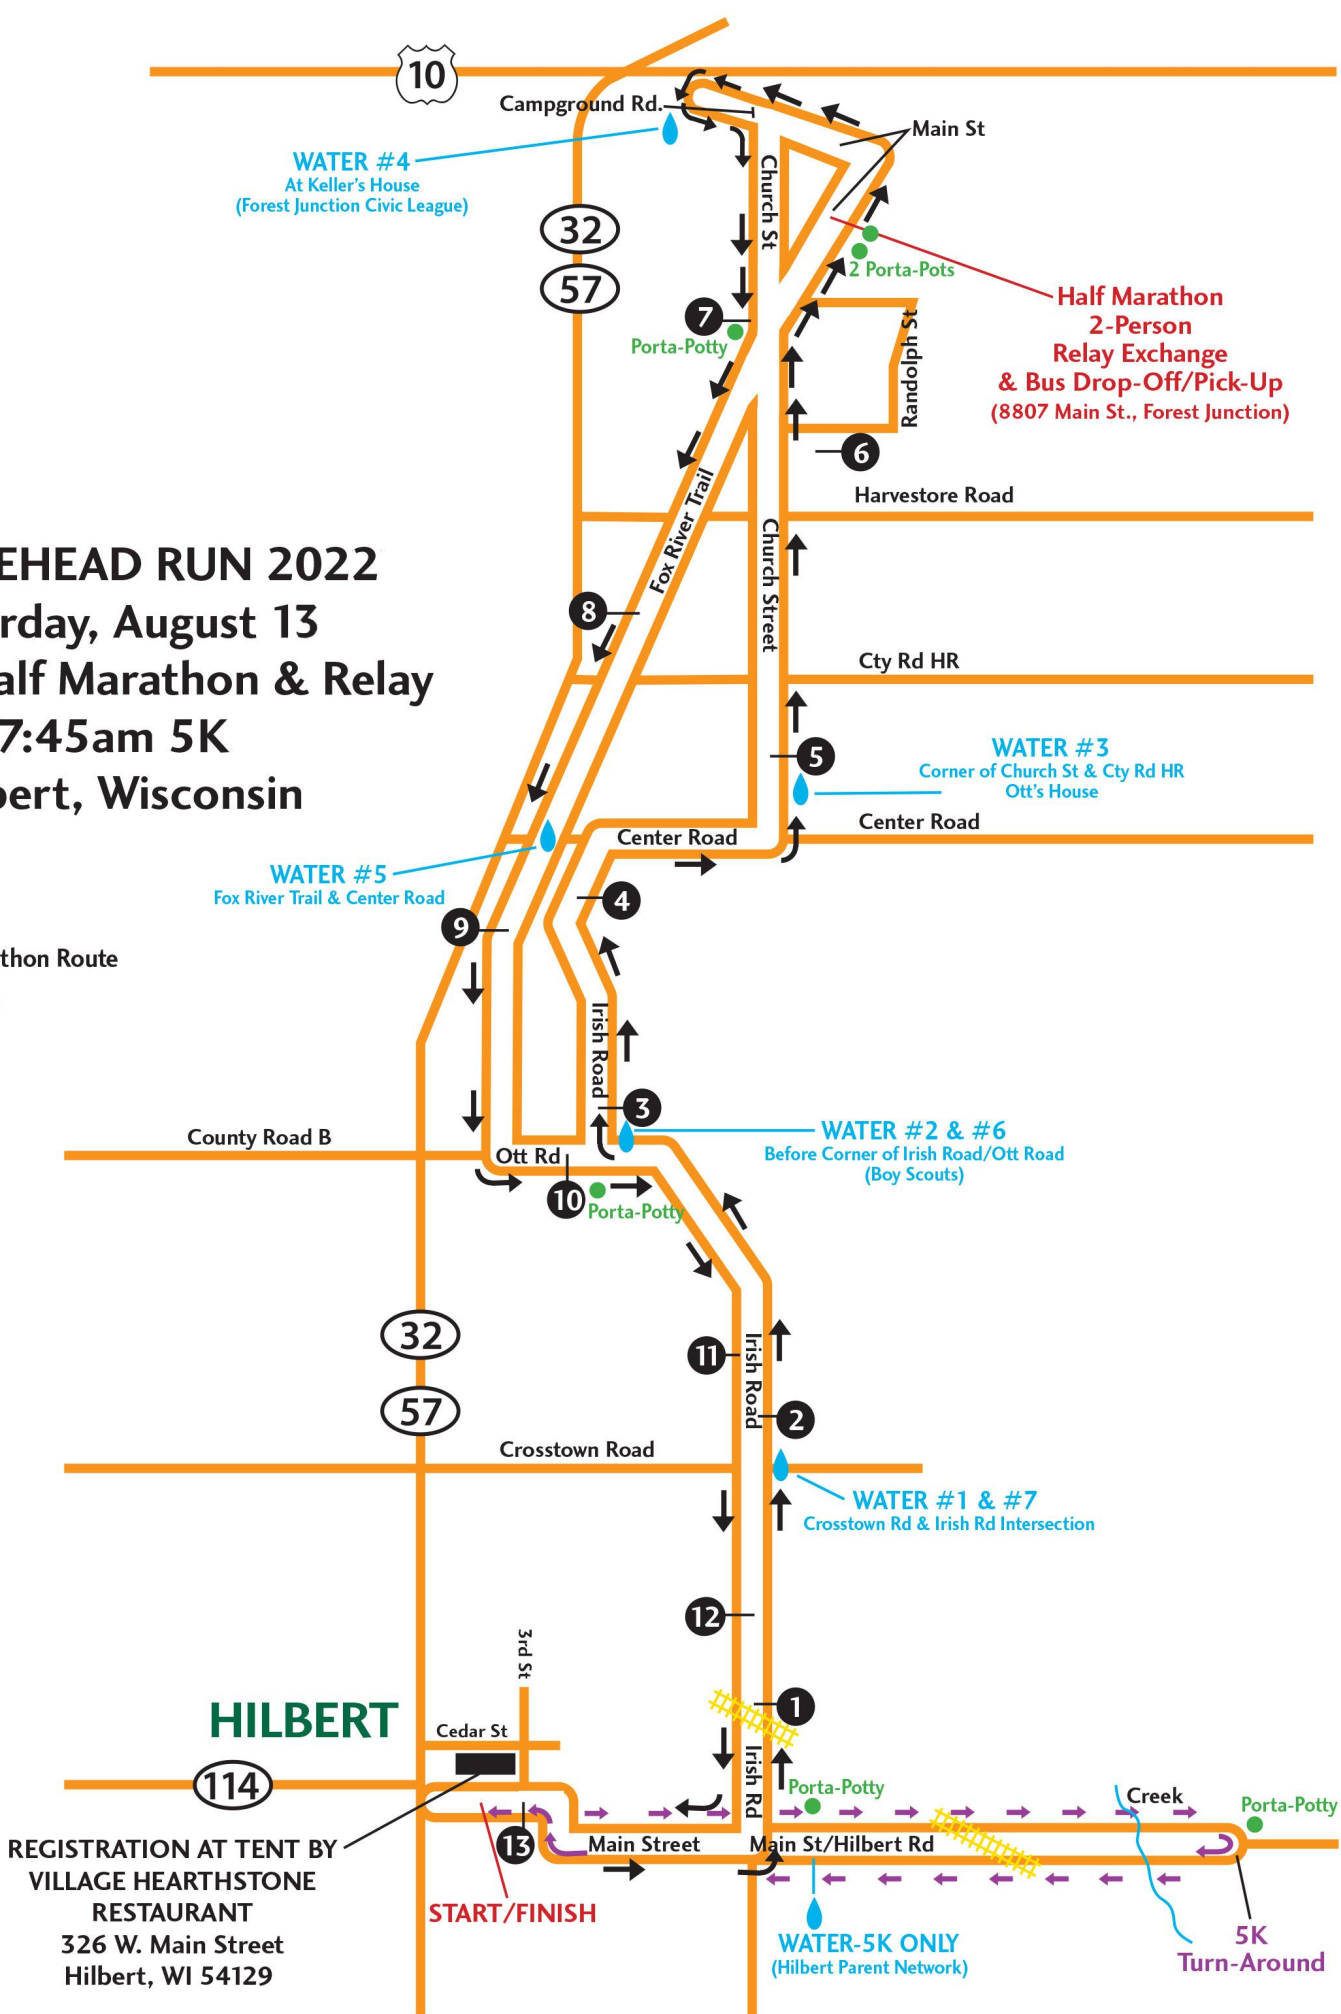 10
Campground Rd.
Main St
WATER #4
At Keller's House
(Forest Junction Civic League)
Church St
32
57
2 Porta-Pots
Half Marathon
2-Person
Relay Exchange
& Bus Drop-Off/Pick-Up
(8807 Main St., Forest Junction)
7
Porta-Potty
Randolph St
6
Harvestore Road
Fox River Trail
Church Street
EHEAD RUN 2022
rday, August 13
alf Marathon & Relay
7:45am 5K
bert, Wisconsin
8
Cty Rd HR
5
WATER #3
Corner of Church St & Cty Rd HR
Ott's House
Center Road
Center Road
WATER #5
Fox River Trail & Center Road
4
9
thon Route
Irish Road
3
County Road B
Ott Rd
WATER #2 & #6
Before Corner of Irish Road/Ott Road
(Boy Scouts)
10
Porta-Potty
32
11
Irish Road
57
2
Crosstown Road
WATER #1 & #7
Crosstown Rd & Irish Rd Intersection
12
3rd St
HILBERT
Cedar St
1
114
Irish Rd
Porta-Potty
Creek
Porta-Potty
13
Main Street
Main St/Hilbert Rd
REGISTRATION AT TENT BY
VILLAGE HEARTHSTONE
RESTAURANT
326 W. Main Street
Hilbert, WI 54129
START/FINISH
WATER-5K ONLY
(Hilbert Parent Network)
5K
Turn-Around